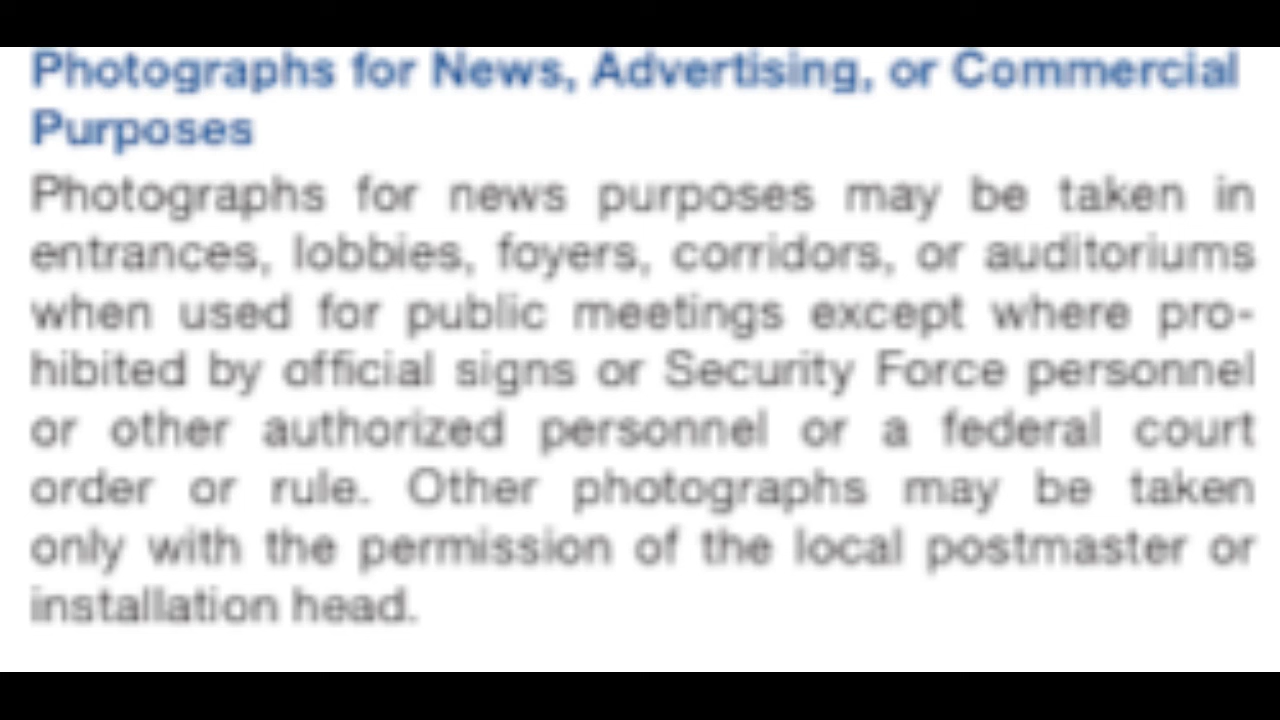 Photographs for News, Advertising, or Commercial
Purposes
Photographs for news purposes may be taken in
entrances, lobbies, foyers, corridors, or auditoriums
when used for public meetings except where pro-
hibited by official signs or Security Force personnel
or other authorized personnel or a federal court
order or rule. Other photographs may be taken
only with the permission of the local postmaster or
installation head.